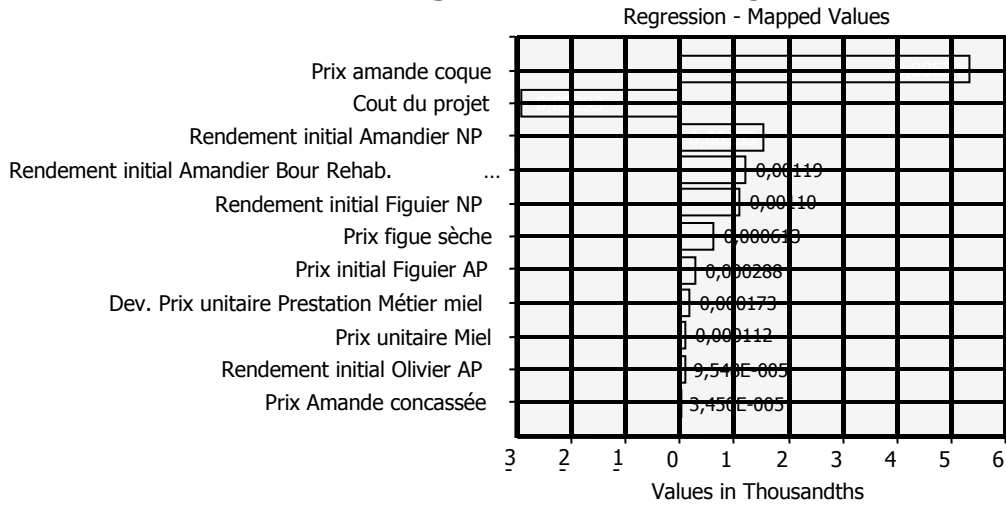 Regression - Mapped Values
Prix amande coque
Cout du projet
Rendement initial Amandier NP
Rendement initial Amandier Bour Rehab. ... 0,00119
Rendement initial Figuier NP 0,00110
Prix figue sèche 0,000613
Prix initial Figuier AP 0,000288
Dev. Prix unitaire Prestation Métier miel 0,000173
Prix unitaire Miel 0,000112
Rendement initial Olivier AP 9,548E-005
Prix Amande concassée 3,450E-005
-3 -2 -1 0 1 2 3 4 5 6
Values in Thousandths